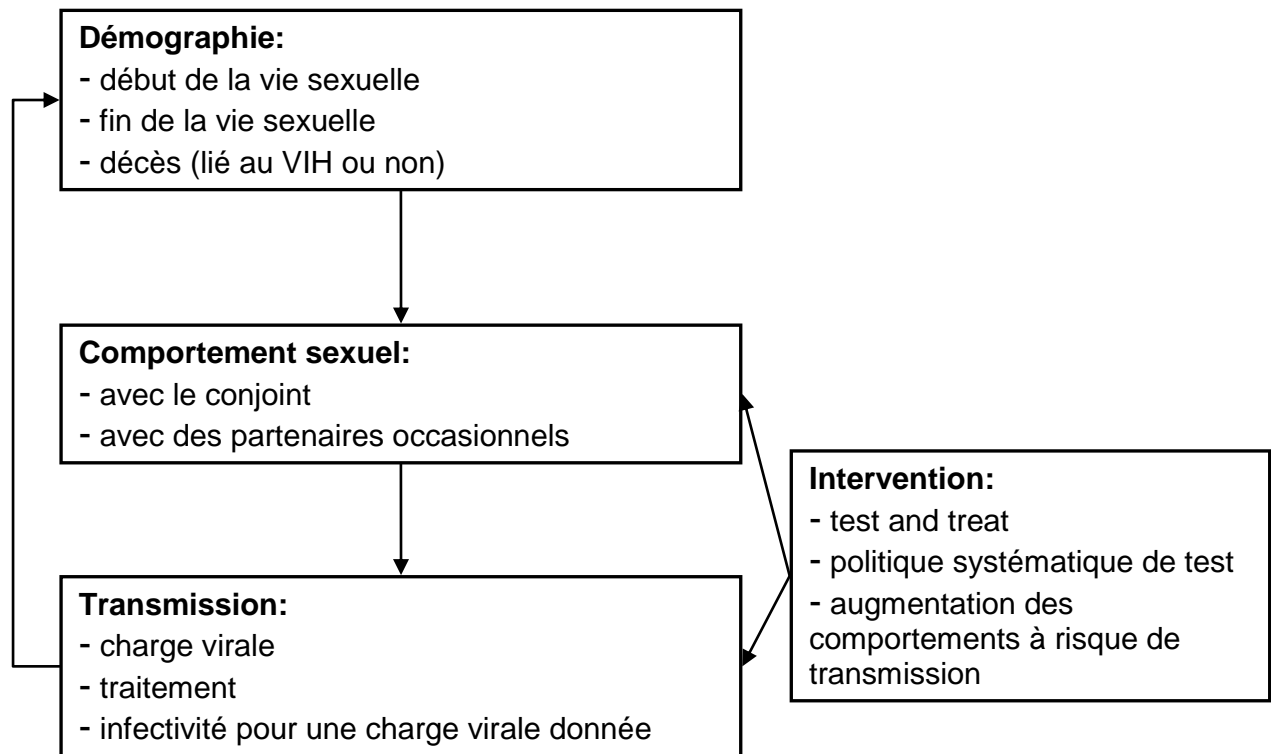 Démographie:
- début de la vie sexuelle
- fin de la vie sexuelle
- décès (lié au VIH ou non)
Comportement sexuel:
- avec le conjoint
- avec des partenaires occasionnels
Intervention:
- test and treat
- politique systématique de test
- augmentation des
comportements à risque de
transmission
Transmission:
- charge virale
- traitement
- infectivité pour une charge virale donnée